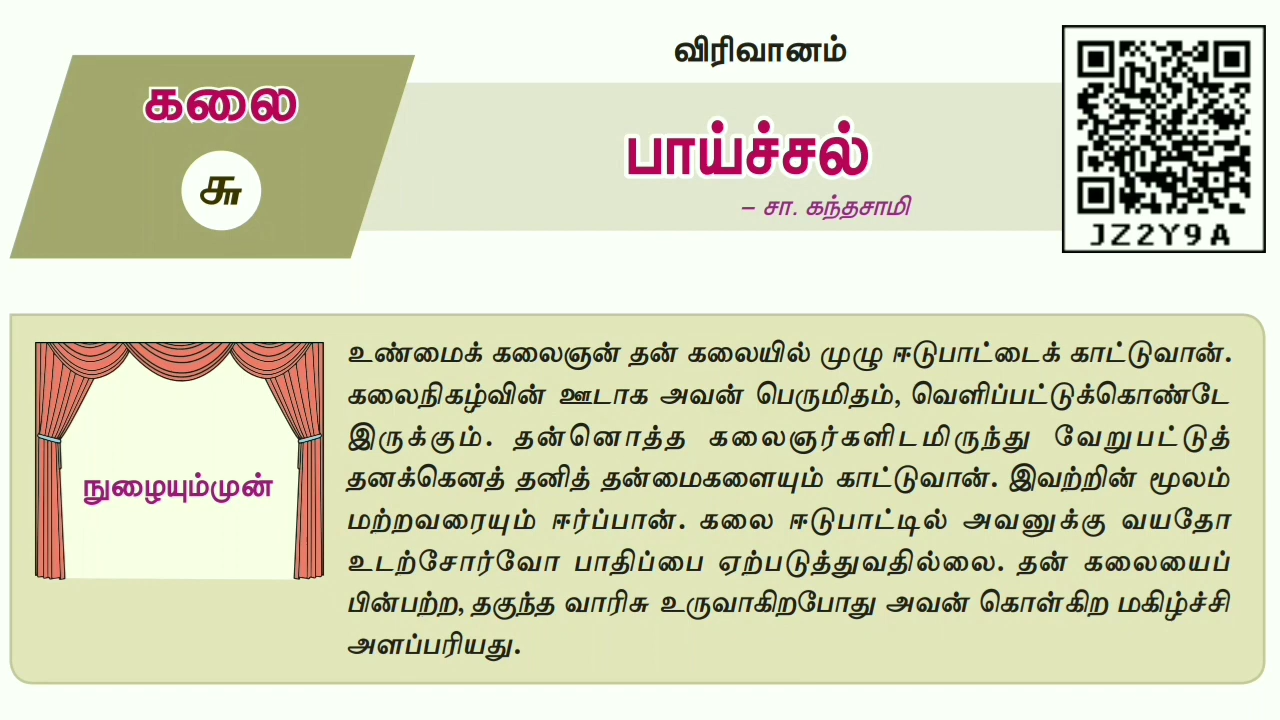 விரிவானம்
கலை
௬
பாய்ச்சல்
– சா. கந்தசாமி
JZ2Y9A
நுழையும்முன்
உண்மைக் கலைஞன் தன் கலையில் முழு ஈடுபாட்டைக் காட்டுவான்.
கலைநிகழ்வின் ஊடாக அவன் பெருமிதம், வெளிப்பட்டுக்கொண்டே
இருக்கும். தன்னொத்த கலைஞர்களிடமிருந்து வேறுபட்டுத்
தனக்கெனத் தனித் தன்மைகளையும் காட்டுவான். இவற்றின் மூலம்
மற்றவரையும் ஈர்ப்பான். கலை ஈடுபாட்டில் அவனுக்கு வயதோ
உடற்சோர்வோ பாதிப்பை ஏற்படுத்துவதில்லை. தன் கலையைப்
பின்பற்ற, தகுந்த வாரிசு உருவாகிறபோது அவன் கொள்கிற மகிழ்ச்சி
அளப்பரியது.